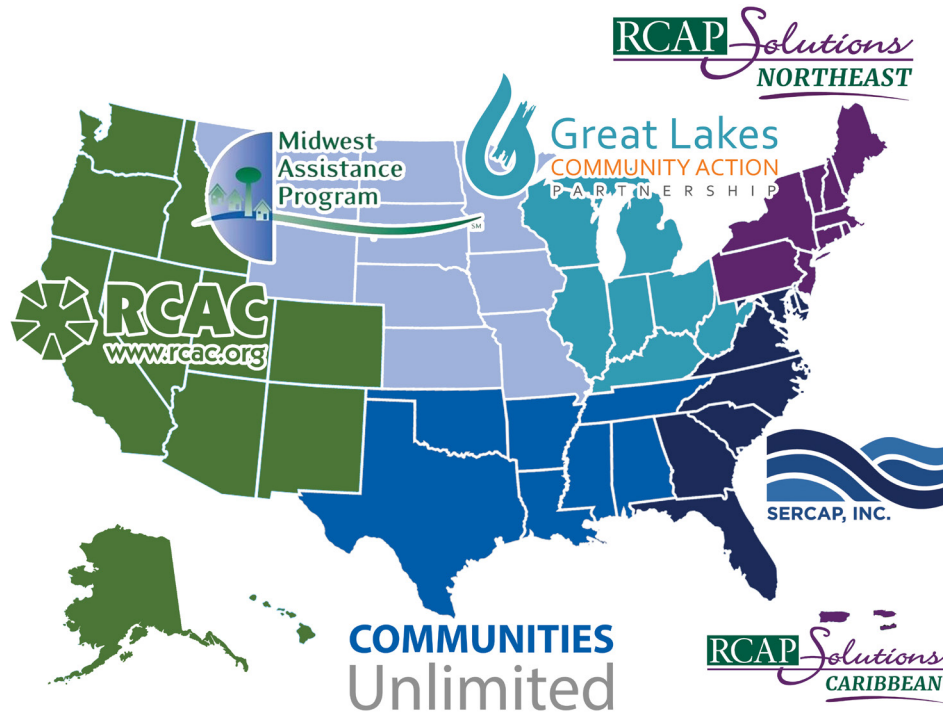 RCAP Solutions
NORTHEAST
Midwest
Assistance
Program
SM
Great Lakes
COMMUNITY ACTION
PARTNERSHIP
RCAC
www.rcac.org
SERCAP, INC.
COMMUNITIES
Unlimited
RCAP Solutions
CARIBBEAN